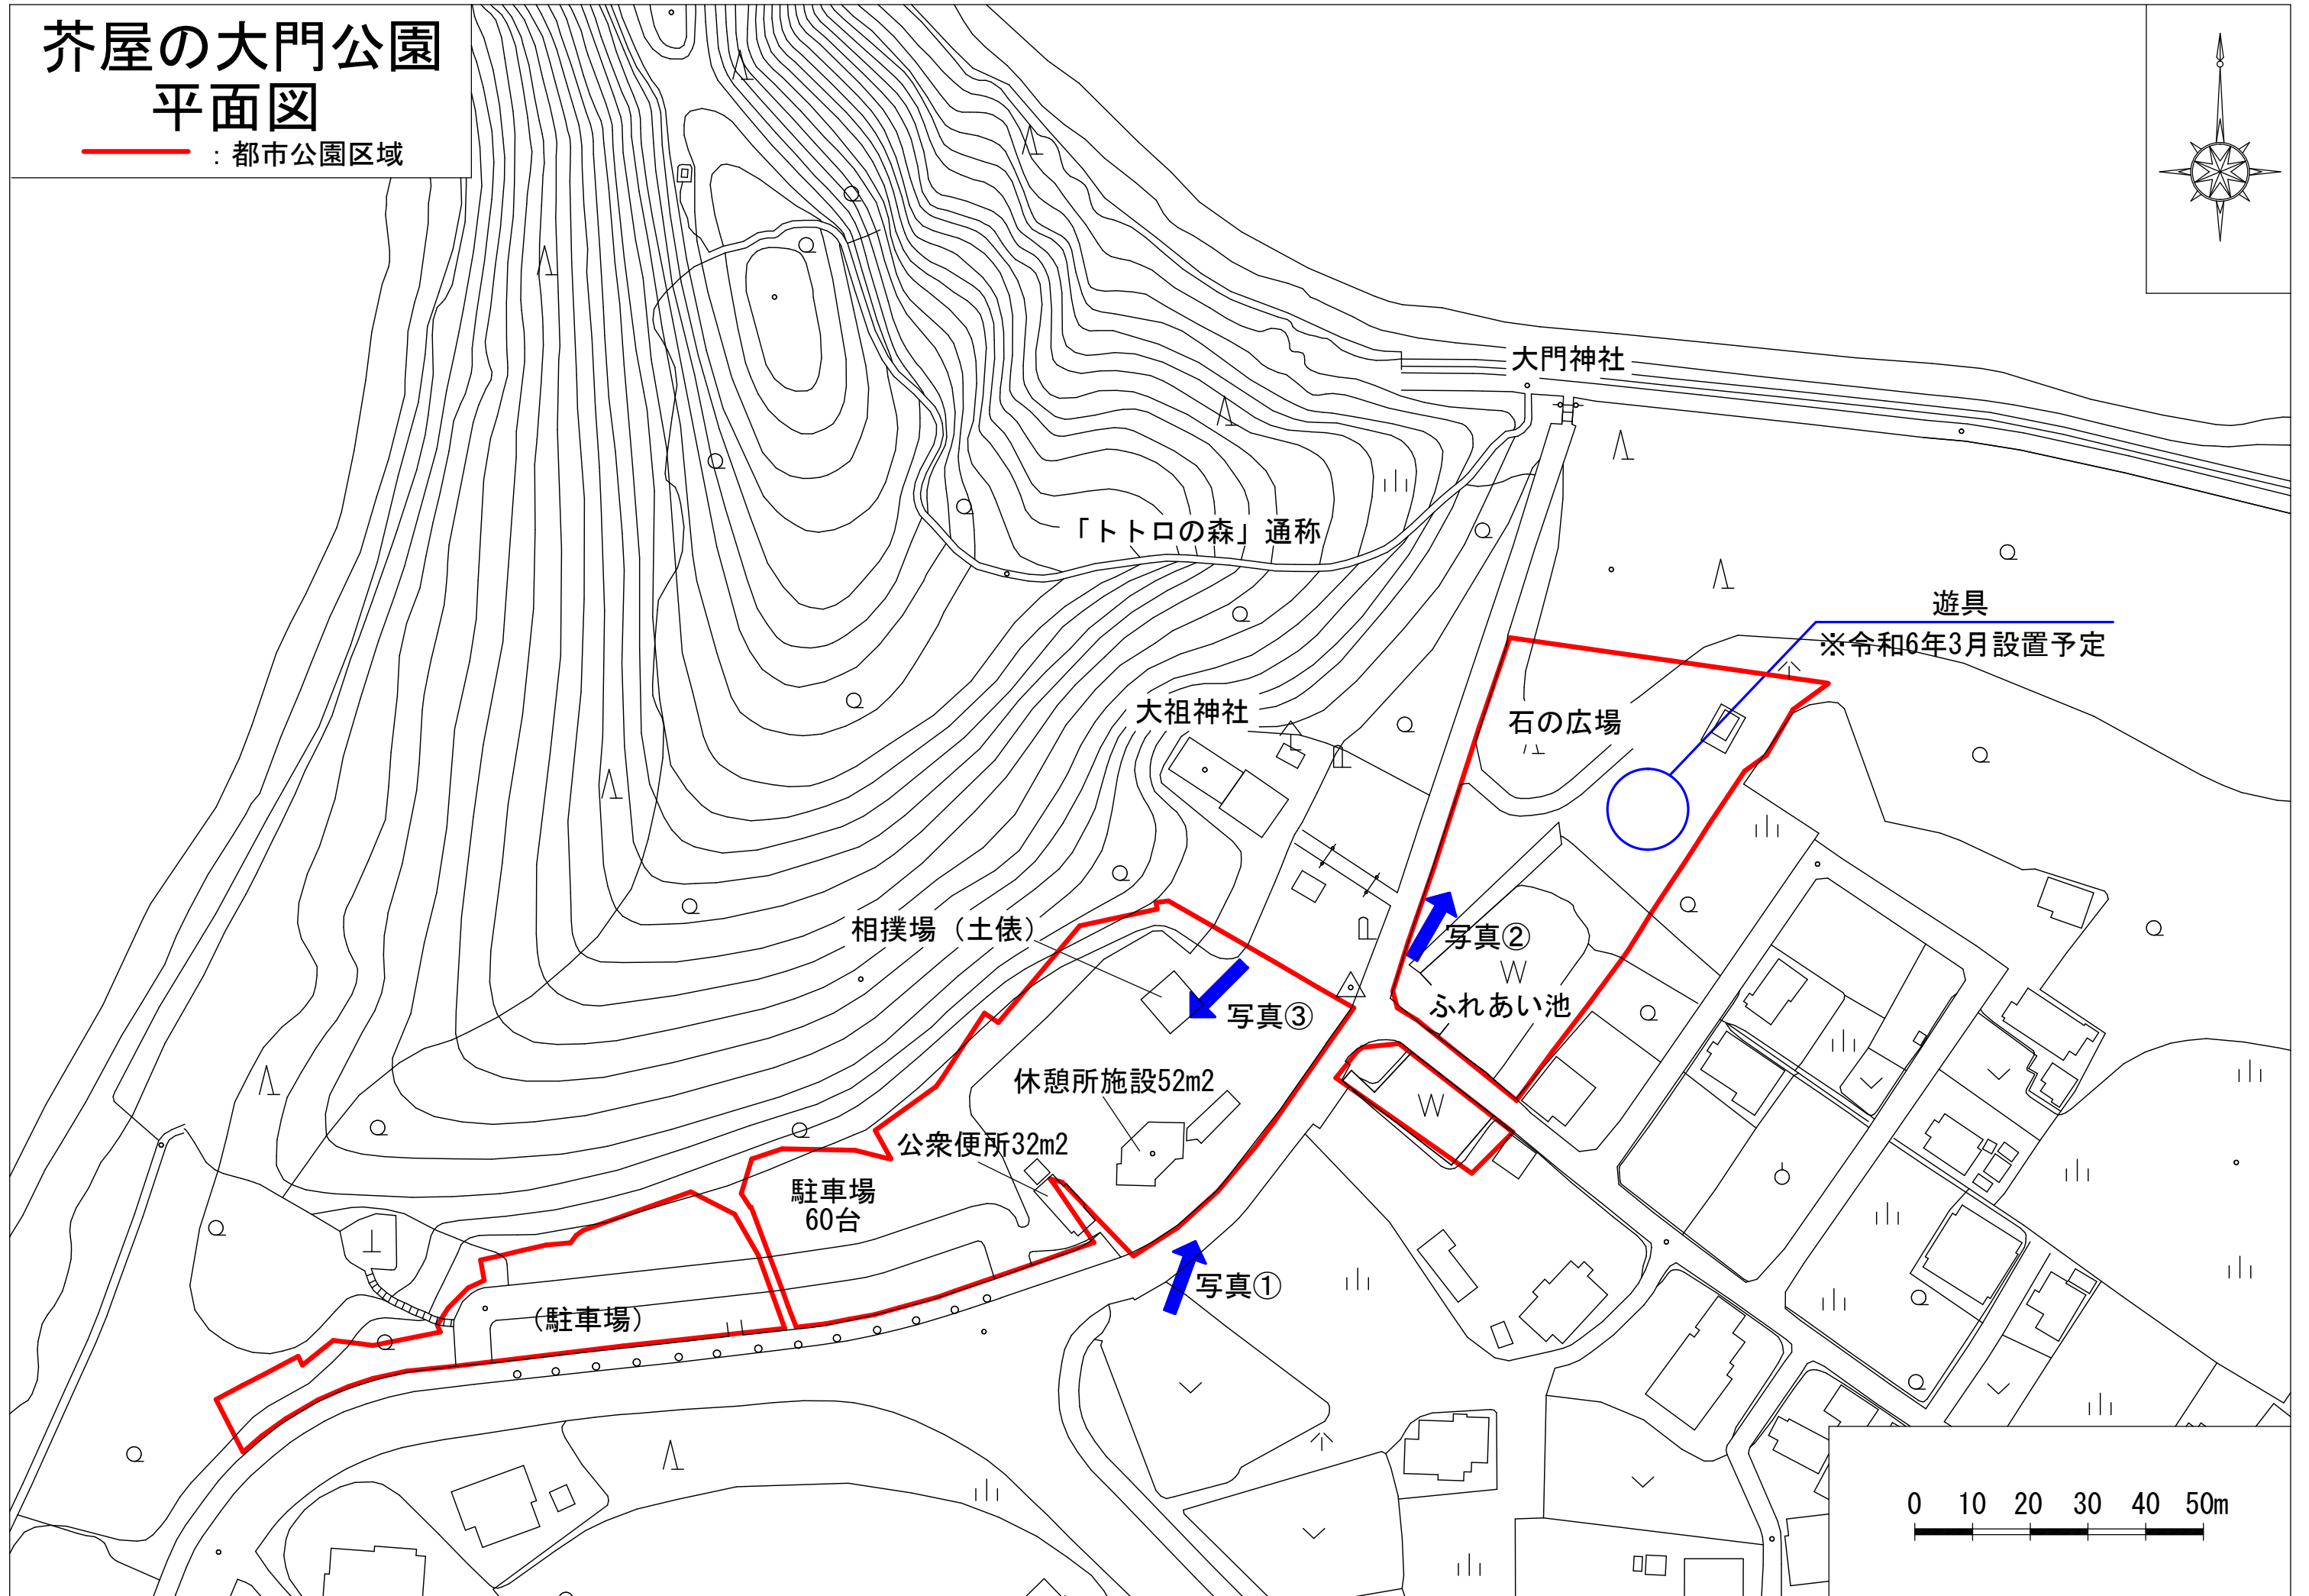 芥屋の大門公園
平面図
：都市公園区域
大門神社
「トトロの森」通称
遊具
※令和6年3月設置予定
大祖神社
石の広場
相撲場（土俵）
写真②
ふれあい池
写真③
休憩所施設52m2
公衆便所32m2
駐車場
60台
写真①
（駐車場）
0 10 20 30 40 50m